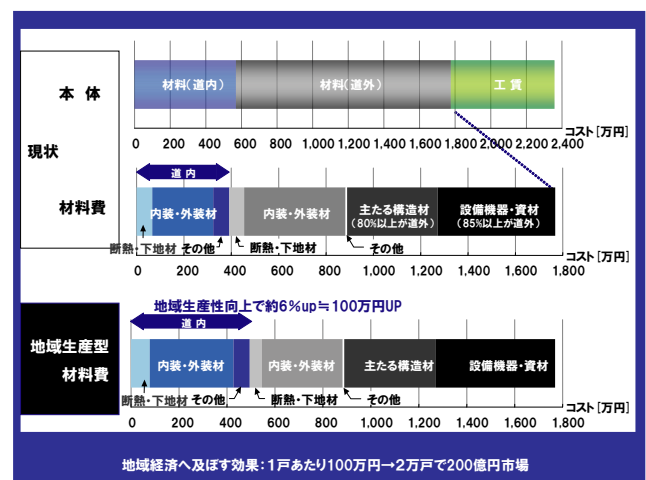 本 体
材料(道内)
材料(道外)
工 賃
コスト[万円]
0 200 400 600 800 1000 1.200 1.400 1.600 1.800 2.000 2.200 2,400
現状
道 内
材料費
内装・外装材
内装・外装材
主たる構造材
(80%以上が道外)
設備機器・資材
(85%以上が道外)
断熱・下地材 その他
断熱・下地材
その他
コスト[万円]
0 200 400 600 800 1.000 1.200 1.400 1.600 1.800
地域生産性向上で約6%up≒100万円UP
道 内
地域生産型
材料費
内装・外装材
内装・外装材
主たる構造材
設備機器・資材
断熱・下地材 その他
断熱・下地材
その他
コスト[万円]
0 200 400 600 800 1.000 1.200 1.400 1.600 1.800
地域経済へ及ぼす効果:1戸あたり100万円→2万戸で200億円市場